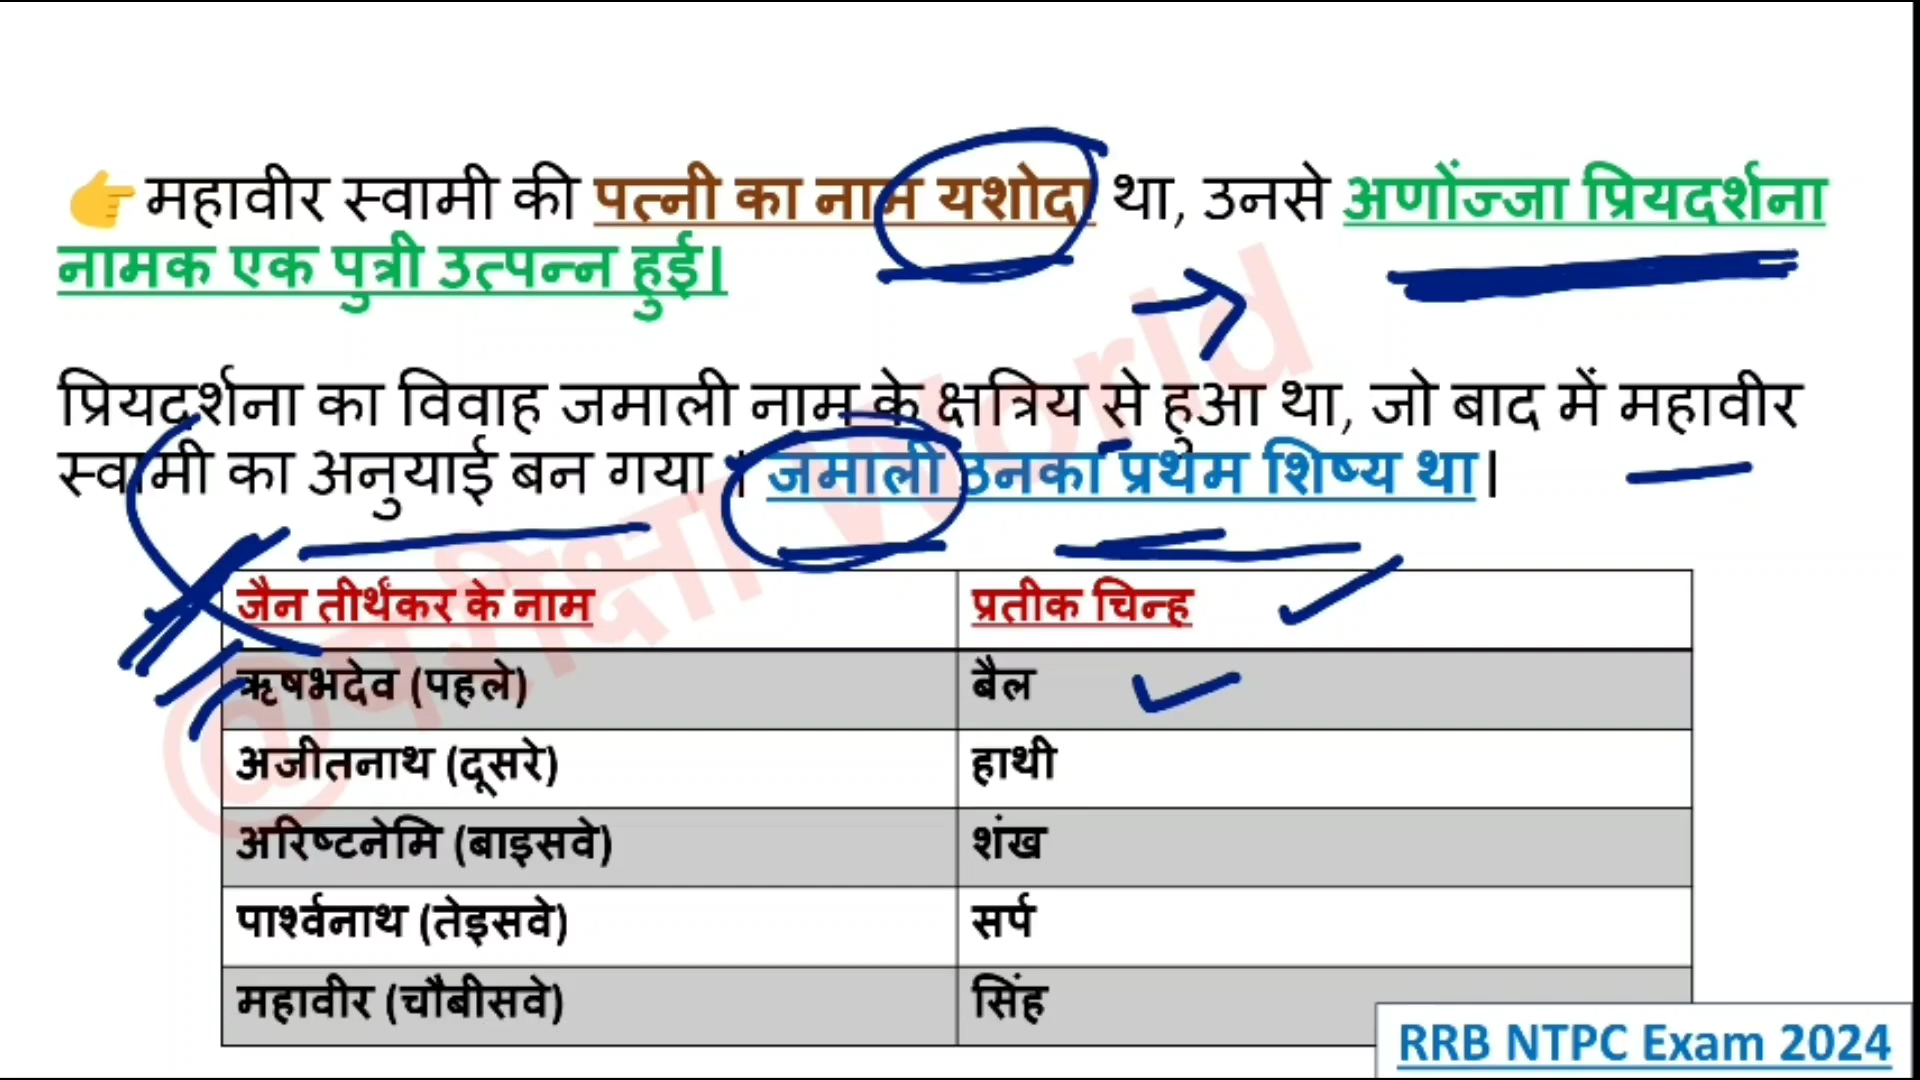 महावीर स्वामी की पत्नी का नाम यशोदा था, उनसे अणोंज्जा प्रियदर्शना
नामक एक पुत्री उत्पन्न हुई।
प्रियदर्शना का विवाह जमाली नाम के क्षत्रिय से हुआ था, जो बाद में महावीर
स्वामी का अनुयाई बन गया । जमाली उनका प्रथम शिष्य था।
जैन तीर्थंकर के नाम प्रतीक चिन्ह
ऋषभदेव (पहले) बैल
अजीतनाथ (दूसरे) हाथी
अरिष्टनेमि (बाइसवे) शंख
पार्श्वनाथ (तेइसवे) सर्प
महावीर (चौबीसवे) सिंह
@परीक्षा World
RRB NTPC Exam 2024